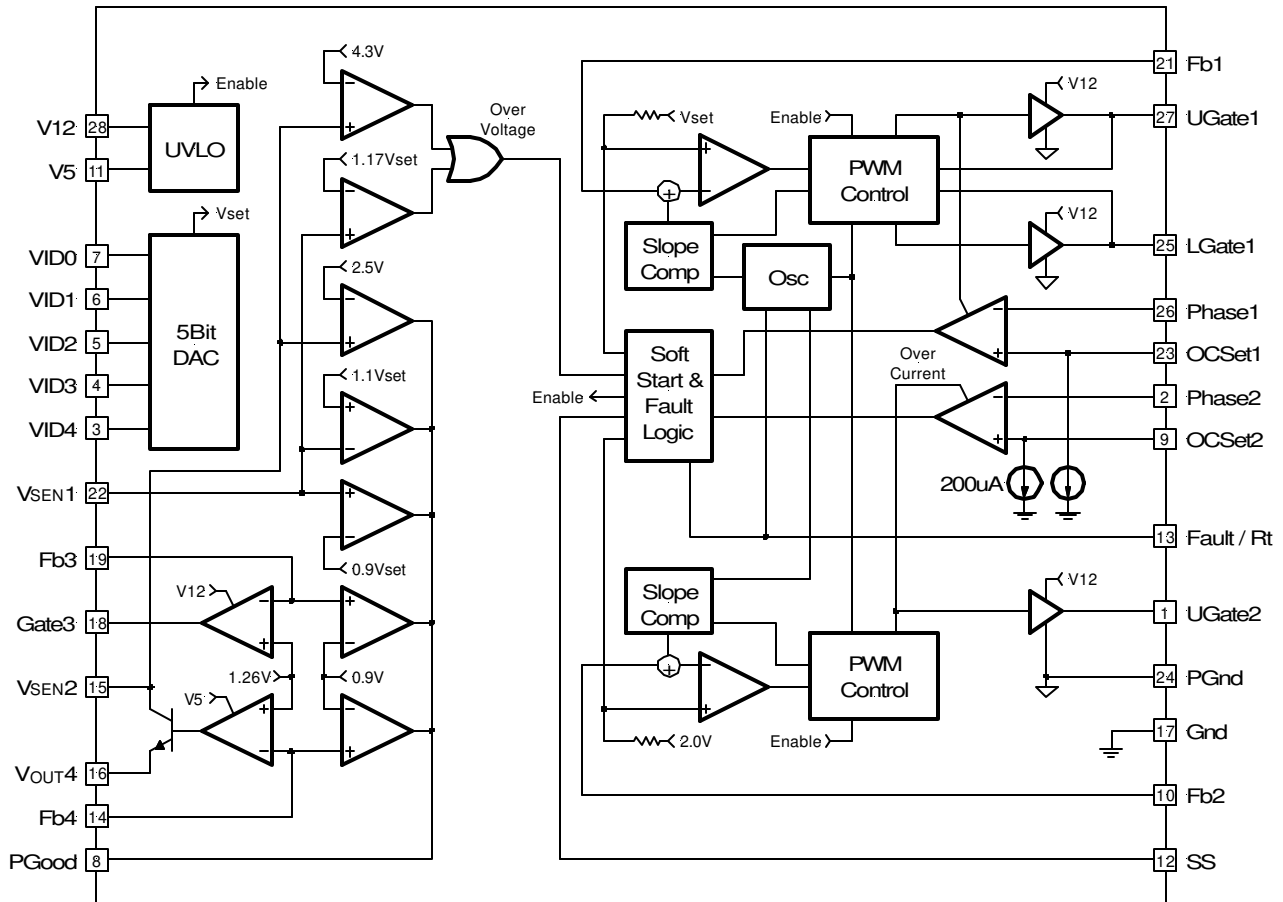 V12
28
V5
11
UVLO
Enable
VID0
7
VID1
6
VID2
5
VID3
4
VID4
3
5Bit
DAC
Vset
VSEN1
22
Fb3
19
Gate3
18
VSEN2
15
VOUT4
16
Fb4
14
PGood
8
4.3V
−
+
1.17Vset
−
+
2.5V
−
+
1.1Vset
+
−
+
−
0.9Vset
V12
−
+
+
−
1.26V
0.9V
V5
+
−
−
+
Over
Voltage
Vset
Enable
+
−
+
PWM
Control
Slope
Comp
Osc
V12
V12
Soft
Start &
Fault
Logic
Enable
Over
Current
−
+
−
+
200uA
Slope
Comp
+
−
+
2.0V
PWM
Control
Enable
V12
21
Fb1
27
UGate1
25
LGate1
26
Phase1
23
OCSet1
2
Phase2
9
OCSet2
13
Fault / Rt
1
UGate2
24
PGnd
17
Gnd
10
Fb2
12
SS